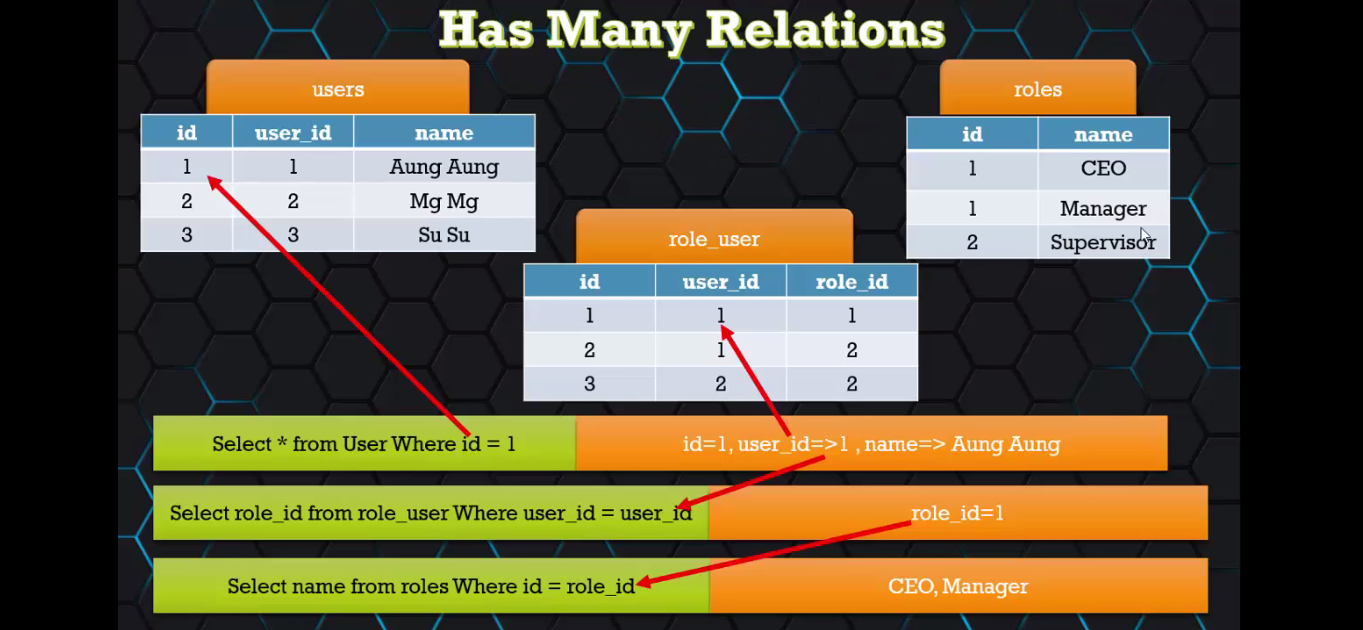 Has Many Relations
users
id user_id name
1 1 Aung Aung
2 2 Mg Mg
3 3 Su Su
roles
id name
1 CEO
1 Manager
2 Supervisor
role_user
id user_id role_id
1 1 1
2 1 2
3 2 2
Select * from User Where id = 1
id=1, user_id=>1 , name=> Aung Aung
Select role_id from role_user Where user_id = user_id
role_id=1
Select name from roles Where id = role_id
CEO, Manager